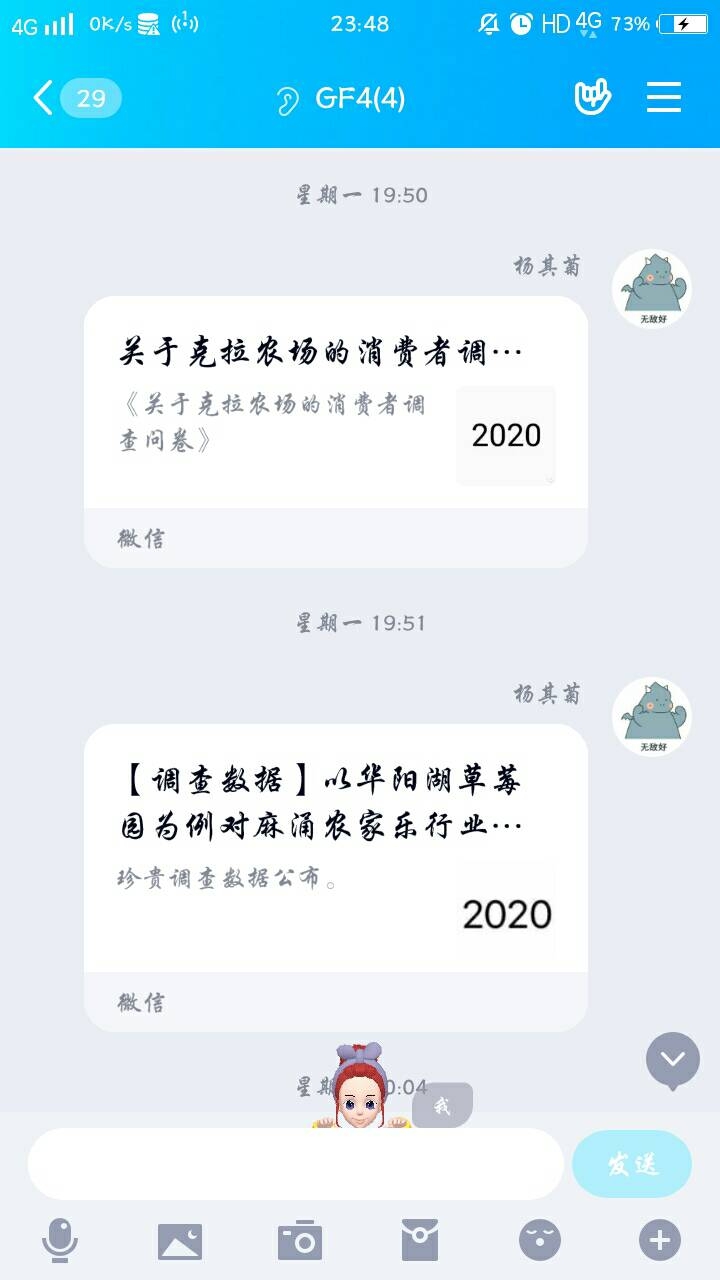 4G 0K/s 23:48 HD 4G 73%
29 GF4(4)
星期一 19:50
杨其菊
无敌好
关于克拉农场的消费者调…
《关于克拉农场的消费者调
查问卷》
2020
微信
星期一 19:51
杨其菊
无敌好
【调查数据】以华阳湖草莓
园为例对麻涌农家乐行业…
珍贵调查数据公布。
2020
微信
星期 0:04
我
发送